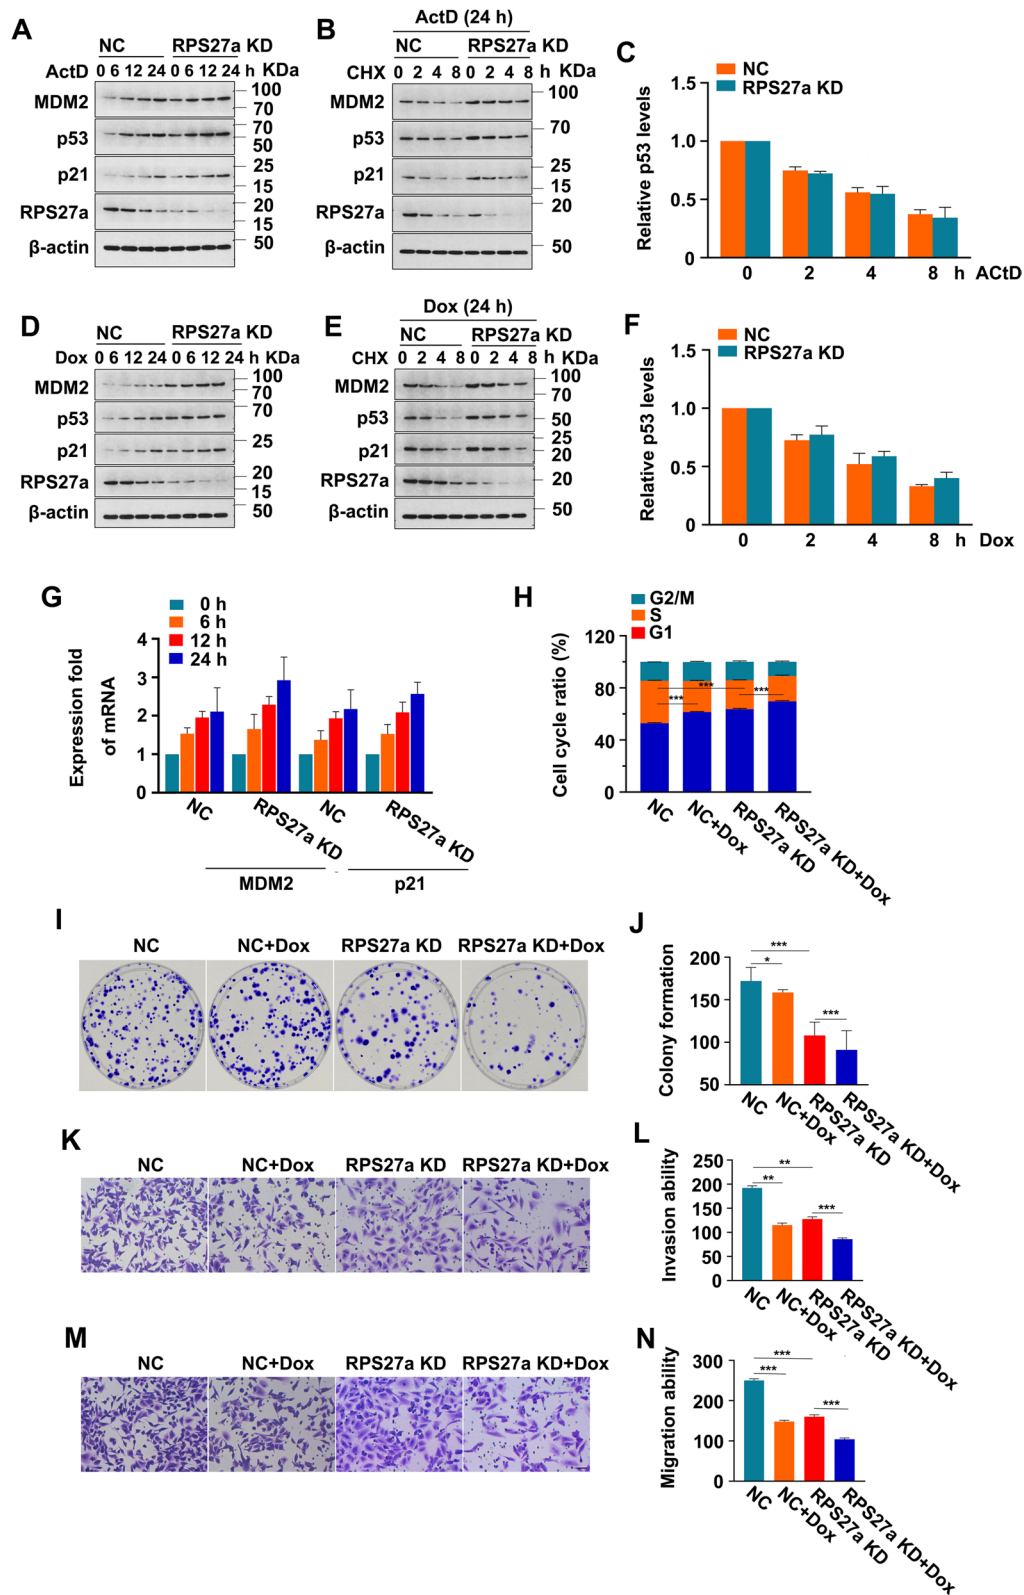 A
NC RPS27a KD
ActD 0 6 12 24 0 6 12 24 h KDa
MDM2 100
70
p53 70
50
p21 25
15
RPS27a 20
15
β-actin 50
B
ActD (24 h)
NC RPS27a KD
CHX 0 2 4 8 0 2 4 8 h KDa
MDM2 100
p53 70
p21 25
15
RPS27a 20
β-actin 50
C
NC
RPS27a KD
Relative p53 levels
1.5
1.0
0.5
0
0 2 4 8 h ACtD
D
NC RPS27a KD
Dox 0 6 12 24 0 6 12 24 h KDa
MDM2 100
70
p53 70
p21 25
RPS27a 20
15
β-actin 50
E
Dox (24 h)
NC RPS27a KD
CHX 0 2 4 8 0 2 4 8 h KDa
MDM2 100
70
p53 50
p21 25
20
RPS27a 20
β-actin 50
F
NC
RPS27a KD
Relative p53 levels
1.5
1.0
0.5
0
0 2 4 8 h Dox
G
0 h
6 h
12 h
24 h
Expression fold
of mRNA
4
3
2
1
0
NC RPS27a KD NC RPS27a KD
MDM2 p21
H
G2/M
S
G1
Cell cycle ratio (%)
120
80
40
0
***
***
***
NC NC+Dox RPS27a KD RPS27a KD+Dox
I
NC NC+Dox RPS27a KD RPS27a KD+Dox
J
Colony formation
200
150
100
50
***
*
***
NC NC+Dox RPS27a KD RPS27a KD+Dox
K
NC NC+Dox RPS27a KD RPS27a KD+Dox
L
Invasion ability
250
200
150
100
50
0
**
**
***
NC NC+Dox RPS27a KD RPS27a KD+Dox
M
NC NC+Dox RPS27a KD RPS27a KD+Dox
N
Migration ability
300
200
100
0
***
***
***
NC NC+Dox RPS27a KD RPS27a KD+Dox